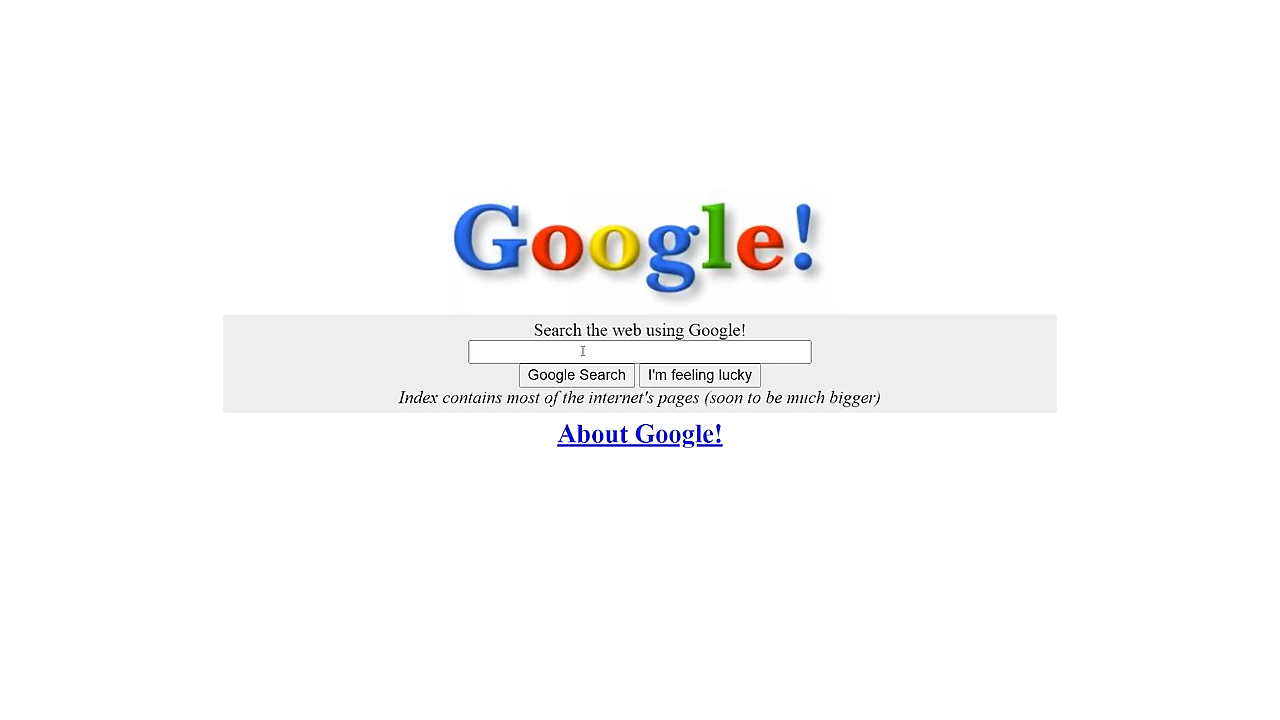 Google!
Search the web using Google!
Google Search I'm feeling lucky
Index contains most of the internet's pages (soon to be much bigger)
About Google!